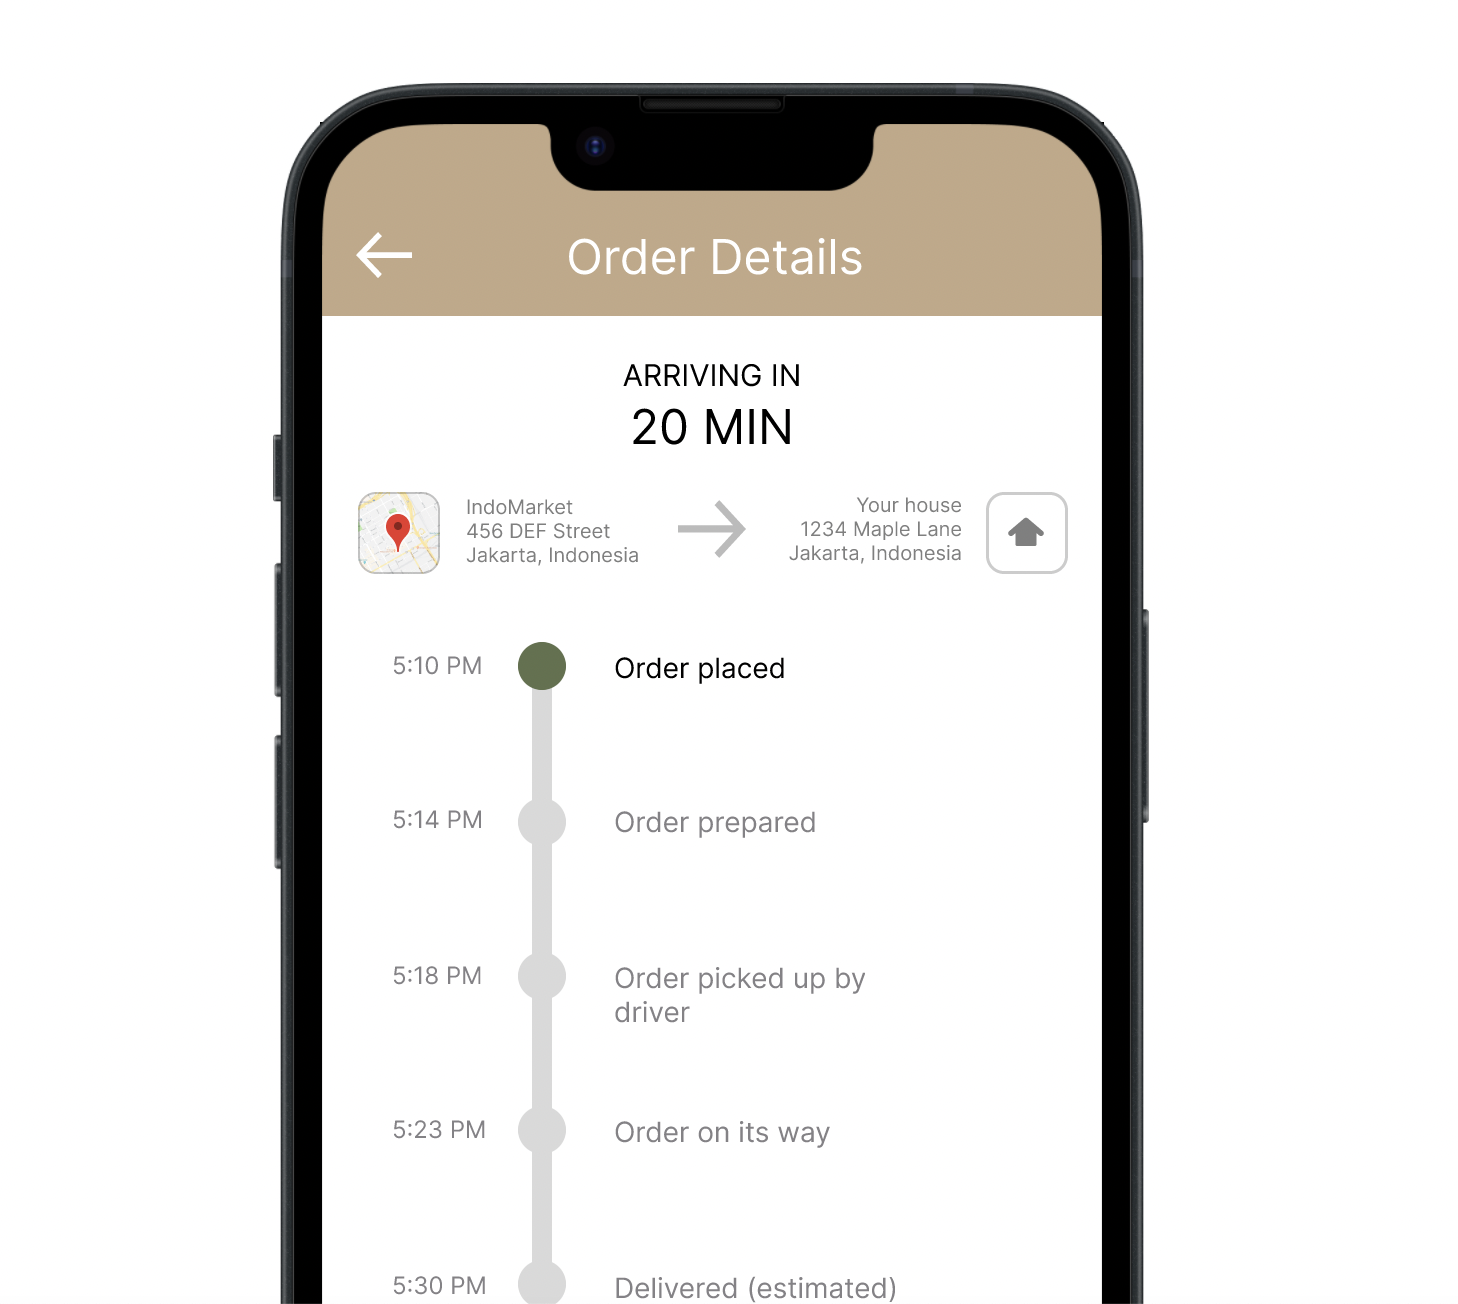 Order Details
ARRIVING IN
20 MIN
IndoMarket
456 DEF Street
Jakarta, Indonesia
Your house
1234 Maple Lane
Jakarta, Indonesia
5:10 PM Order placed
5:14 PM Order prepared
5:18 PM Order picked up by
driver
5:23 PM Order on its way
5:30 PM Delivered (estimated)